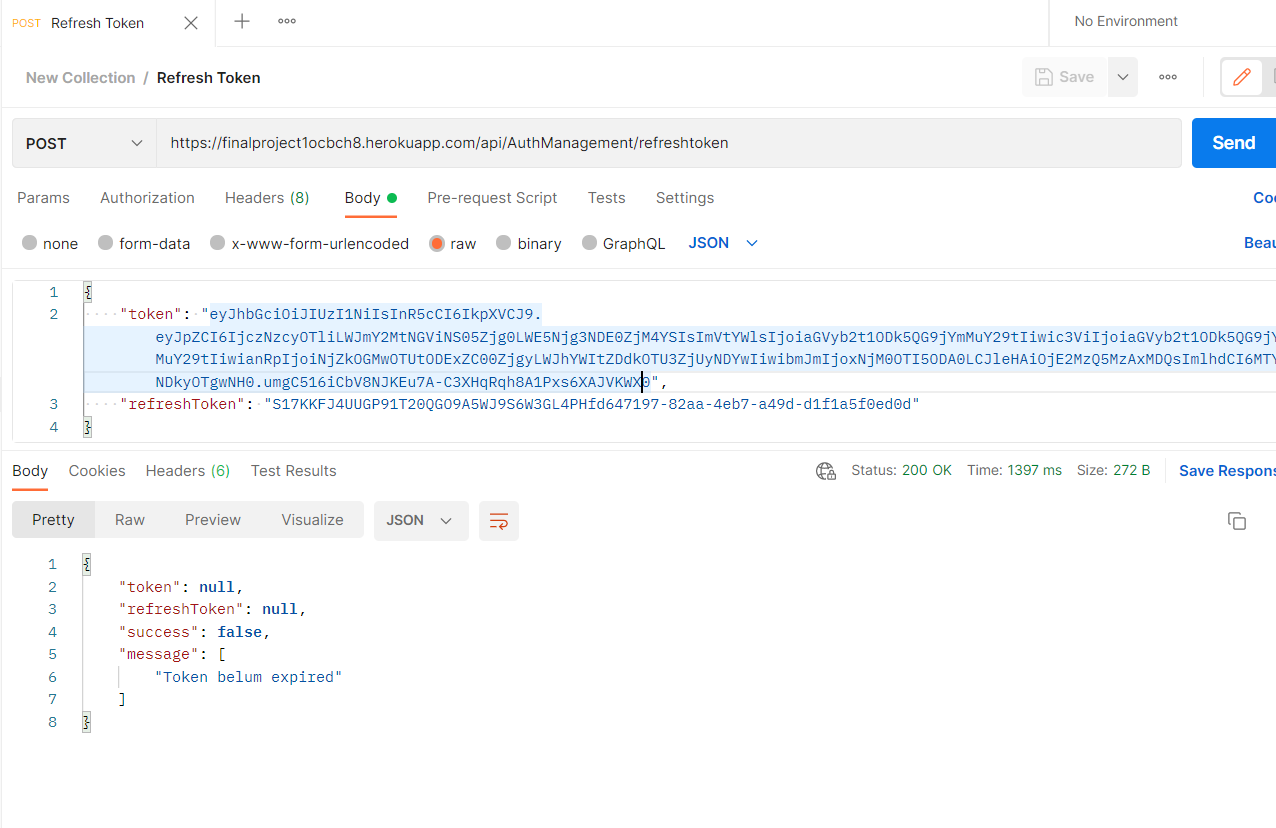 POST Refresh Token
No Environment
New Collection / Refresh Token
Save
POST
https://finalproject1ocbch8.herokuapp.com/api/AuthManagement/refreshtoken
Send
Params Authorization Headers (8) Body Pre-request Script Tests Settings
none form-data x-www-form-urlencoded raw binary GraphQL JSON
1 {
2 "token": "eyJhbGciOiJIUzI1NiIsInR5cCI6IkpXVCJ9.
eyJpZCI6IjczNzcyOTliLWJmY2MtNGViNS05Zjg0LWE5Njg3NDE0ZjM4YSIsImVtYWlsIjoiaGVyb2t1ODk5QG9jYmMuY29tIiwic3ViIjoiaGVyb2t1ODk5QG9jY
MuY29tIiwianRpIjoiNjZkOGMwOTUtODExZC00ZjgyLWJhYWItZDdkOTU3ZjUyNDYwIiwibmJmIjoxNjM0OTI5ODA0LCJleHAiOjE2MzQ5MzAxMDQsImlhdCI6MTY
NDkyOTgwNH0.umgC516iCbV8NJKEu7A-C3XHqRqh8A1Pxs6XAJVKWX0",
3 "refreshToken": "S17KKFJ4UUGP91T20QGO9A5WJ9S6W3GL4PHfd647197-82aa-4eb7-a49d-d1f1a5f0ed0d"
4 }
Body Cookies Headers (6) Test Results
Status: 200 OK Time: 1397 ms Size: 272 B Save Respons
Pretty Raw Preview Visualize JSON
1 {
2 "token": null,
3 "refreshToken": null,
4 "success": false,
5 "message": [
6 "Token belum expired"
7 ]
8 }